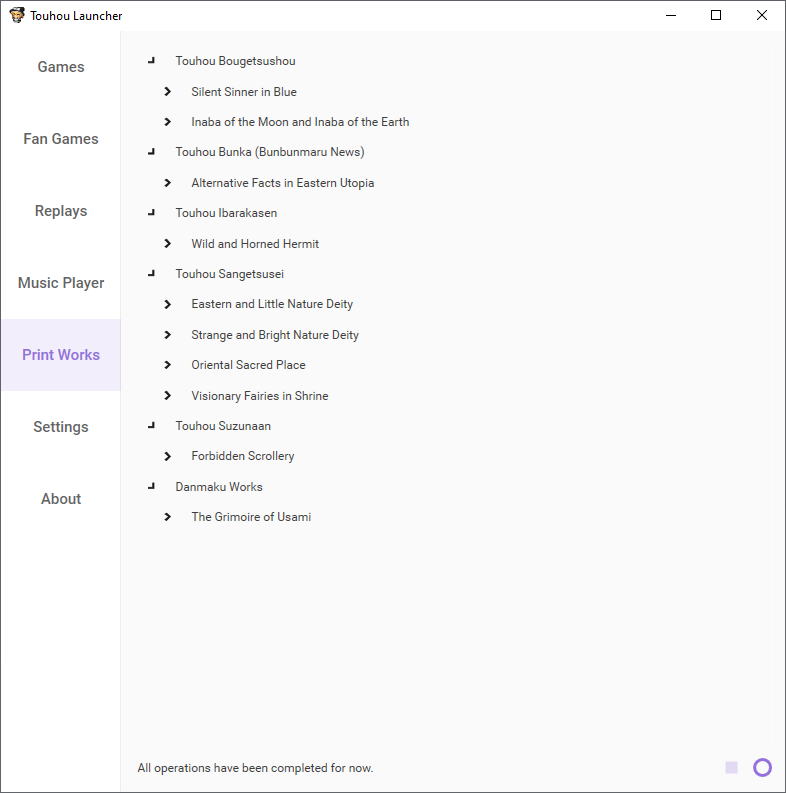 Touhou Launcher
Games
Fan Games
Replays
Music Player
Print Works
Settings
About
Touhou Bougetsushou
Silent Sinner in Blue
Inaba of the Moon and Inaba of the Earth
Touhou Bunka (Bunbunmaru News)
Alternative Facts in Eastern Utopia
Touhou Ibarakasen
Wild and Horned Hermit
Touhou Sangetsusei
Eastern and Little Nature Deity
Strange and Bright Nature Deity
Oriental Sacred Place
Visionary Fairies in Shrine
Touhou Suzunaan
Forbidden Scrollery
Danmaku Works
The Grimoire of Usami
All operations have been completed for now.